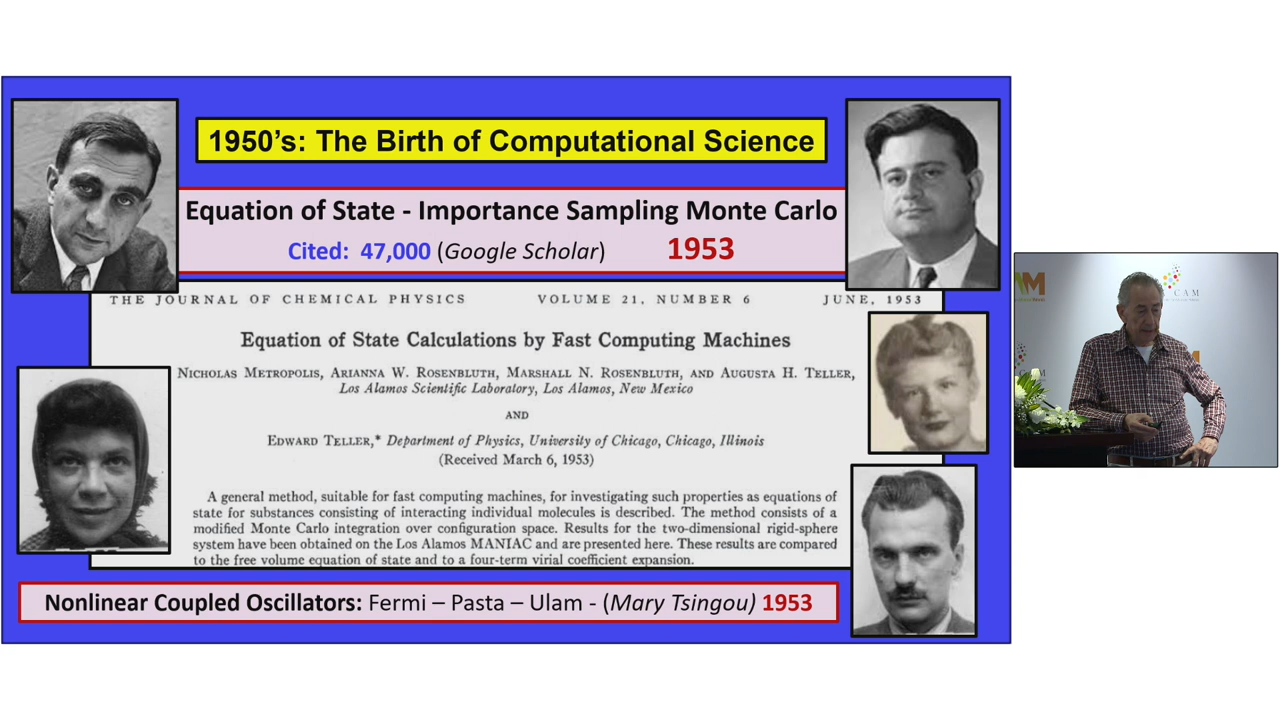 1950's: The Birth of Computational Science
Equation of State - Importance Sampling Monte Carlo
Cited: 47,000 (Google Scholar) 1953
THE JOURNAL OF CHEMICAL PHYSICS VOLUME 21, NUMBER 6 JUNE, 1953
Equation of State Calculations by Fast Computing Machines
NICHOLAS METROPOLIS, ARIANNA W. ROSENBLUTH, MARSHALL N. ROSENBLUTH, AND AUGUSTA H. TELLER,
Los Alamos Scientific Laboratory, Los Alamos, New Mexico
AND
EDWARD TELLER,* Department of Physics, University of Chicago, Chicago, Illinois
(Received March 6, 1953)
A general method, suitable for fast computing machines, for investigating such properties as equations of
state for substances consisting of interacting individual molecules is described. The method consists of a
modified Monte Carlo integration over configuration space. Results for the two-dimensional rigid-sphere
system have been obtained on the Los Alamos MANIAC and are presented here. These results are compared
to the free volume equation of state and to a four-term virial coefficient expansion.
Nonlinear Coupled Oscillators: Fermi – Pasta – Ulam - (Mary Tsingou) 1953